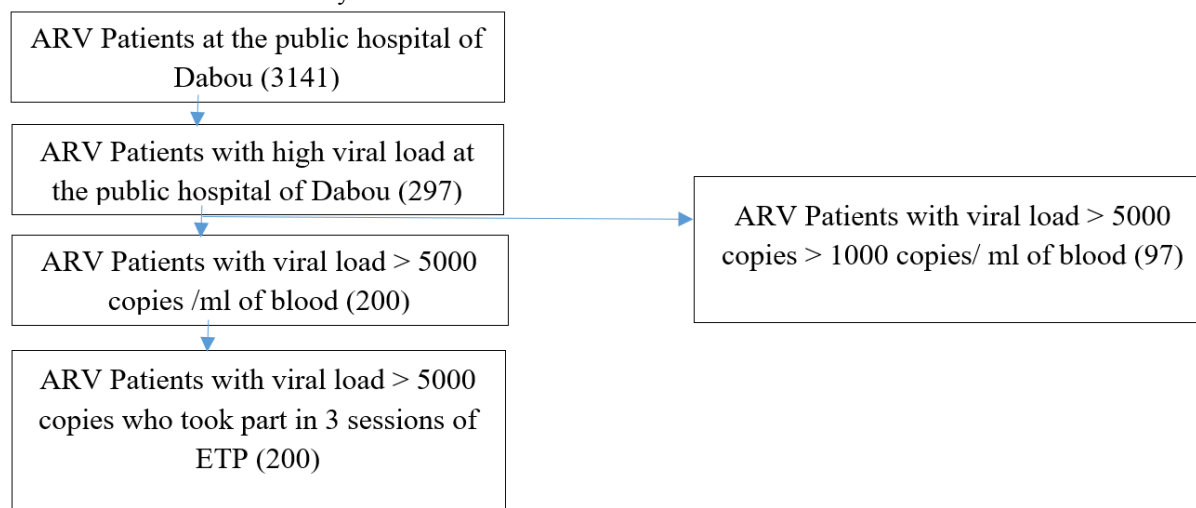 ARV Patients at the public hospital of
Dabou (3141)
ARV Patients with high viral load at
the public hospital of Dabou (297)
ARV Patients with viral load > 5000
copies > 1000 copies/ ml of blood (97)
ARV Patients with viral load > 5000
copies /ml of blood (200)
ARV Patients with viral load > 5000
copies who took part in 3 sessions of
ETP (200)